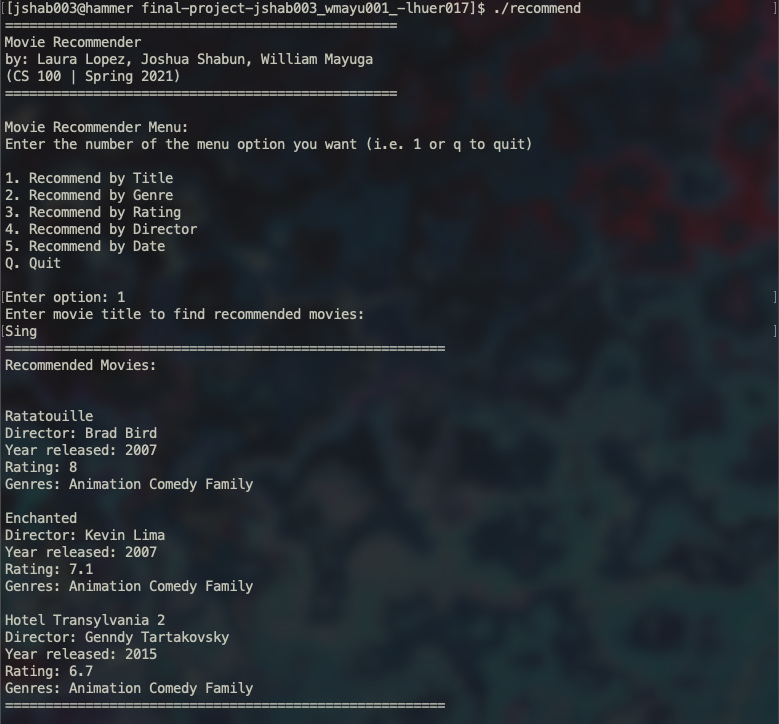 [[jshab003@hammer final-project-jshab003_wmayu001_-lhuer017]$ ./recommend ]
=================================================
Movie Recommender
by: Laura Lopez, Joshua Shabun, William Mayuga
(CS 100 | Spring 2021)
=================================================
Movie Recommender Menu:
Enter the number of the menu option you want (i.e. 1 or q to quit)
1. Recommend by Title
2. Recommend by Genre
3. Recommend by Rating
4. Recommend by Director
5. Recommend by Date
Q. Quit
[Enter option: 1 ]
Enter movie title to find recommended movies:
[Sing ]
=======================================================
Recommended Movies:
Ratatouille
Director: Brad Bird
Year released: 2007
Rating: 8
Genres: Animation Comedy Family
Enchanted
Director: Kevin Lima
Year released: 2007
Rating: 7.1
Genres: Animation Comedy Family
Hotel Transylvania 2
Director: Genndy Tartakovsky
Year released: 2015
Rating: 6.7
Genres: Animation Comedy Family
=======================================================